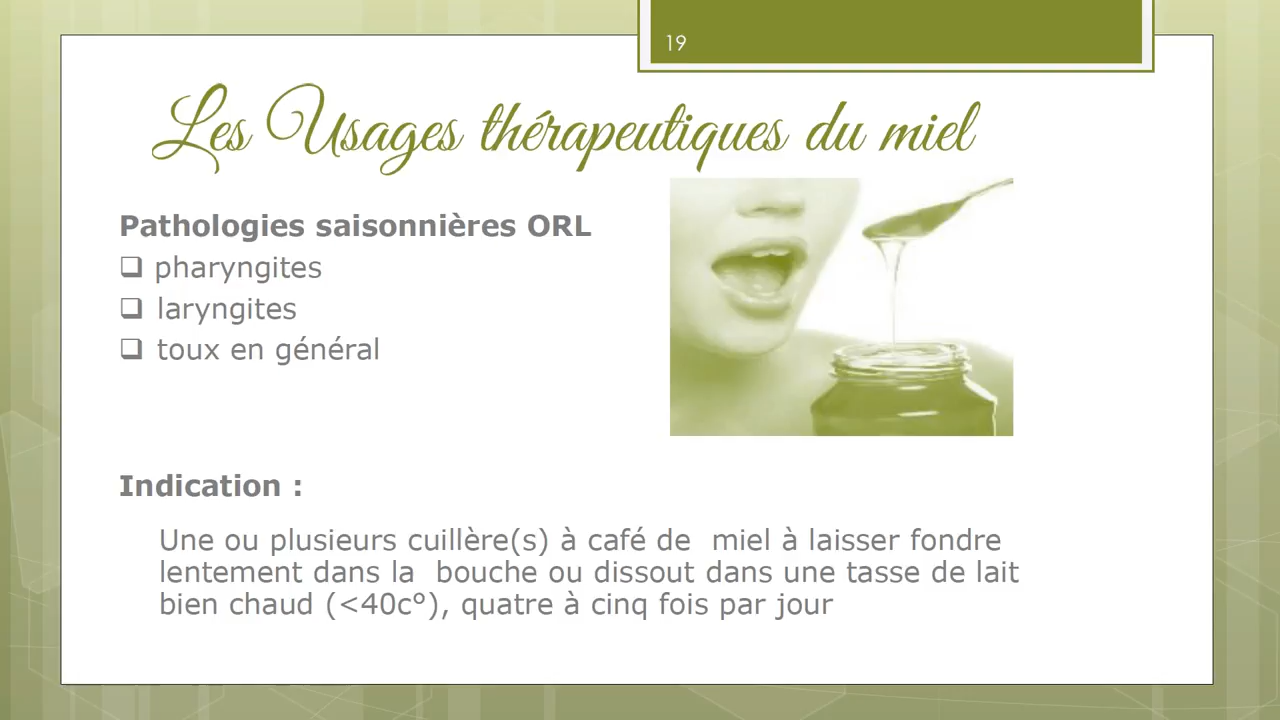 19
Les Usages thérapeutiques du miel
Pathologies saisonnières ORL
❑ pharyngites
❑ laryngites
❑ toux en général
Indication :
Une ou plusieurs cuillère(s) à café de  miel à laisser fondre
lentement dans la  bouche ou dissout dans une tasse de lait
bien chaud (<40c°), quatre à cinq fois par jour